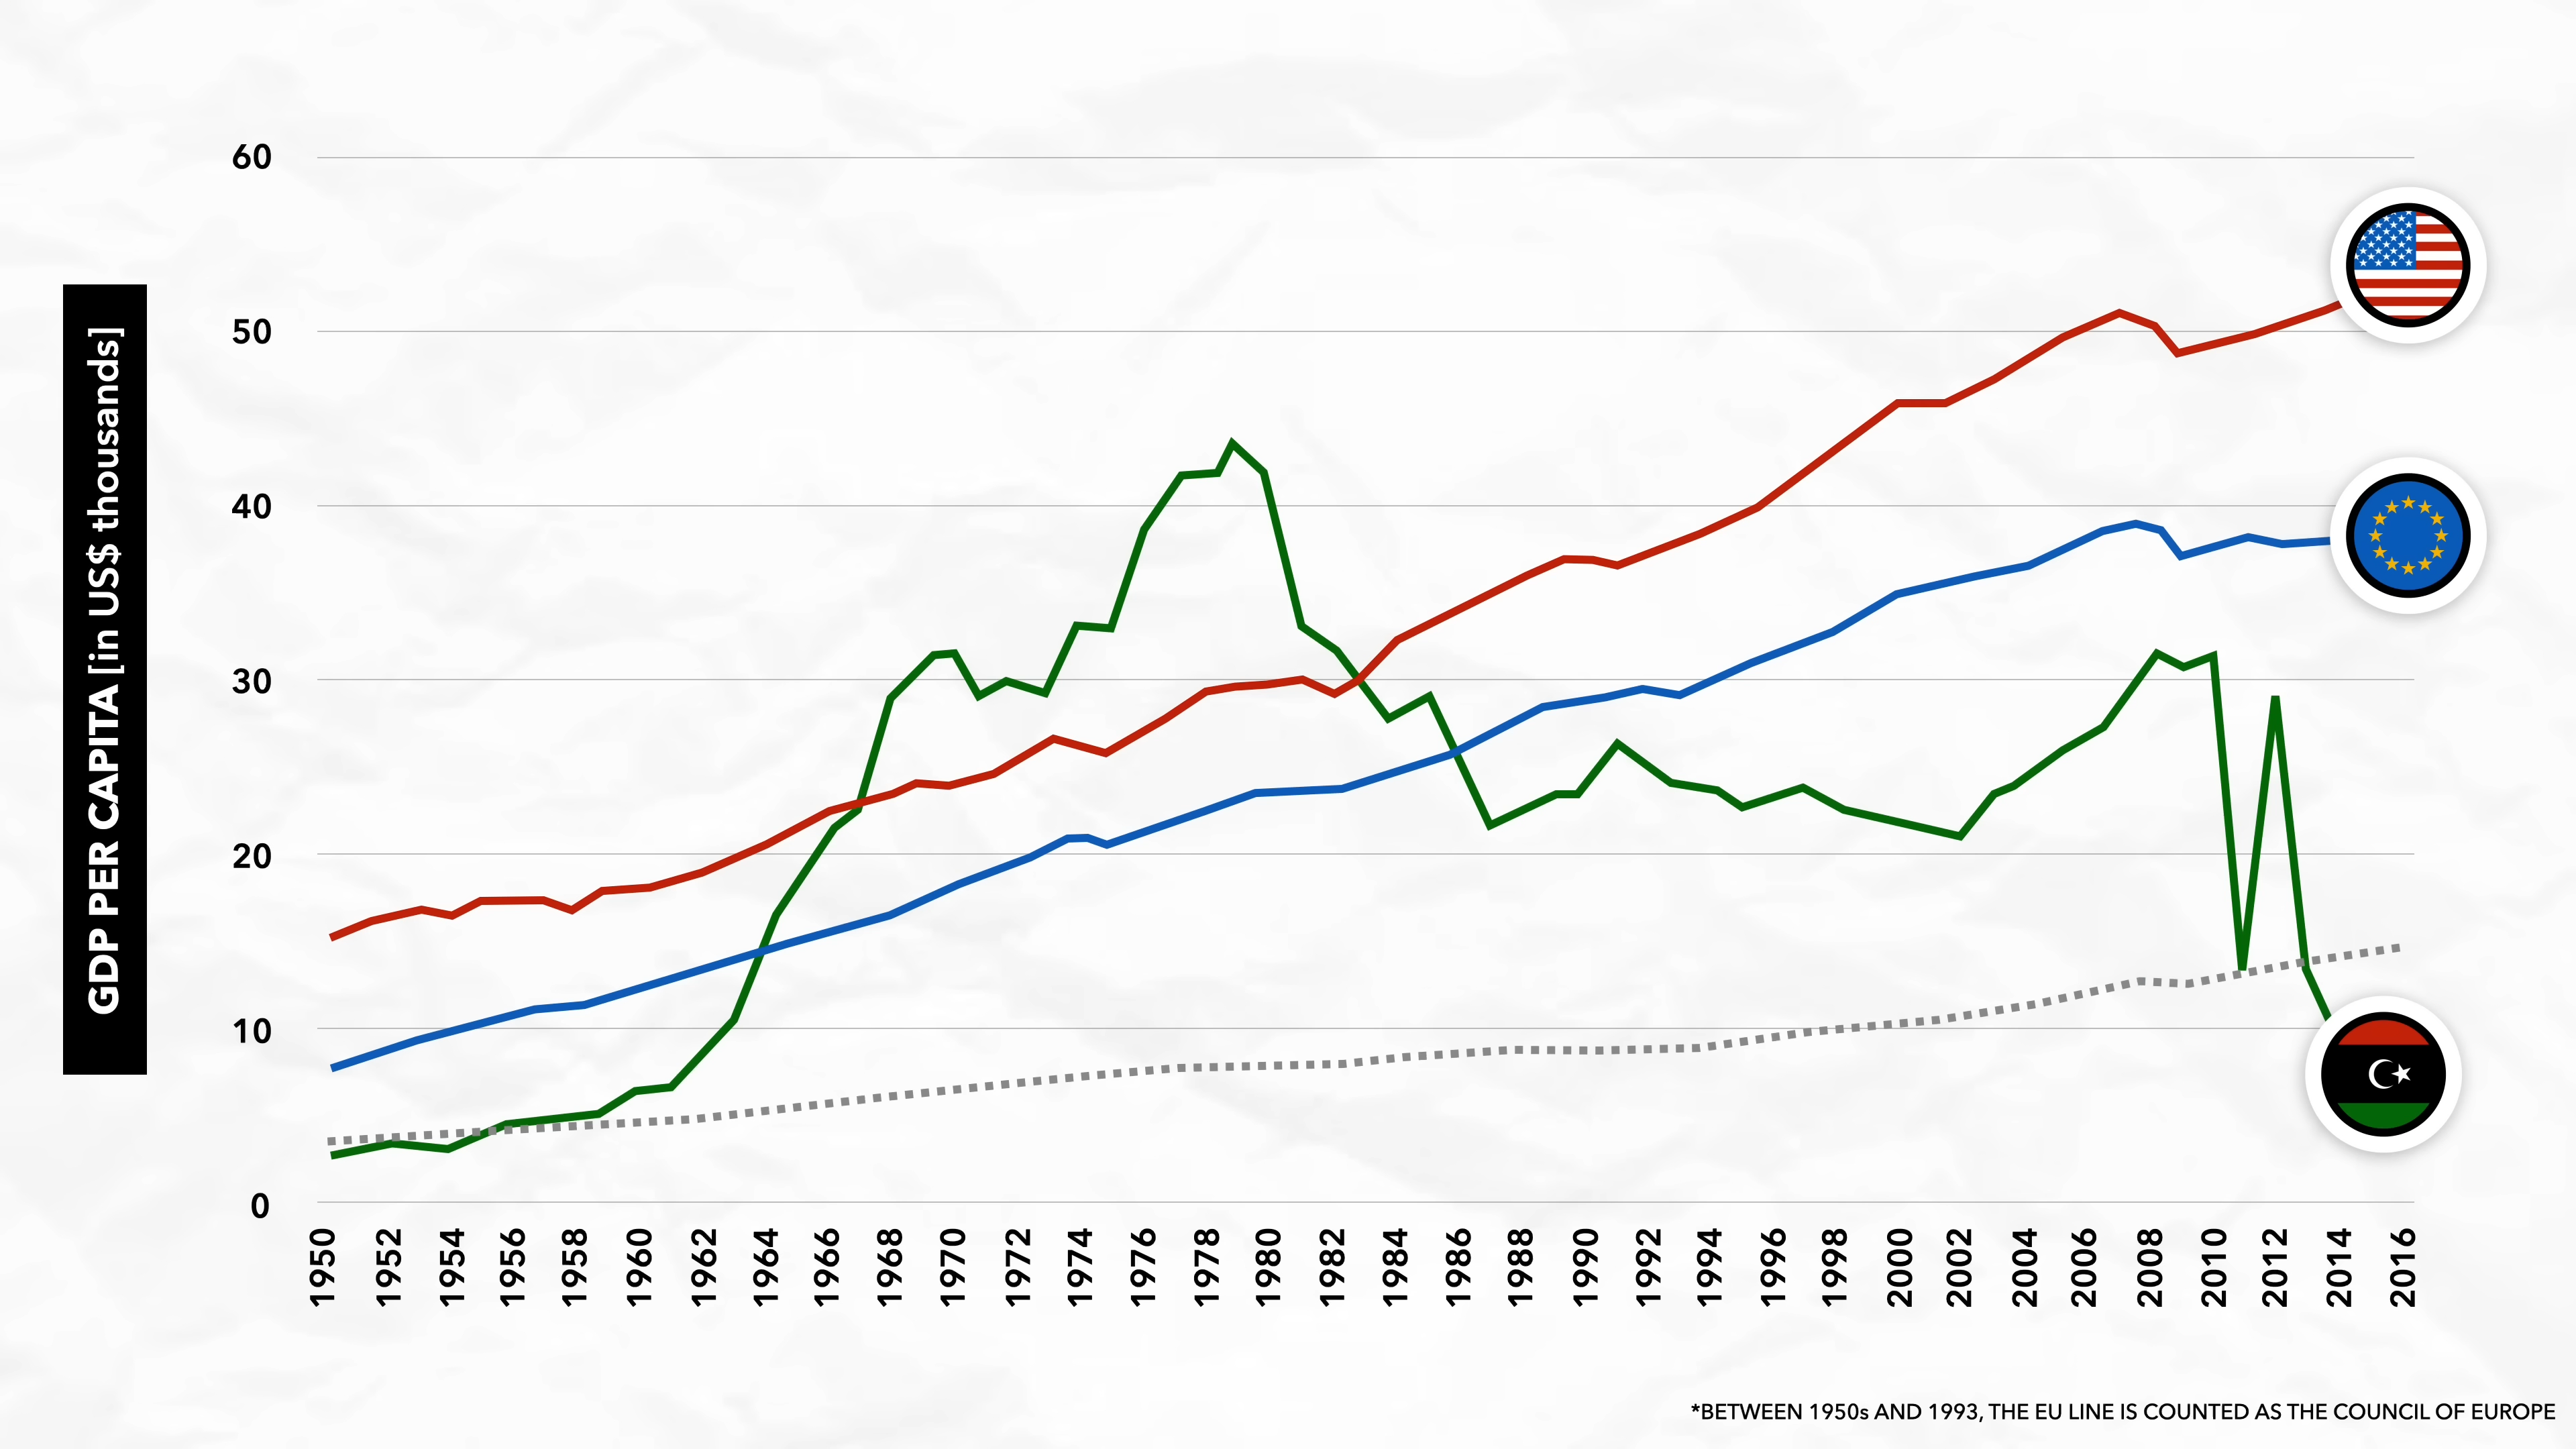 GDP PER CAPITA [in US$ thousands]
60
50
40
30
20
10
0
1950 1952 1954 1956 1958 1960 1962 1964 1966 1968 1970 1972 1974 1976 1978 1980 1982 1984 1986 1988 1990 1992 1994 1996 1998 2000 2002 2004 2006 2008 2010 2012 2014 2016
*BETWEEN 1950s AND 1993, THE EU LINE IS COUNTED AS THE COUNCIL OF EUROPE